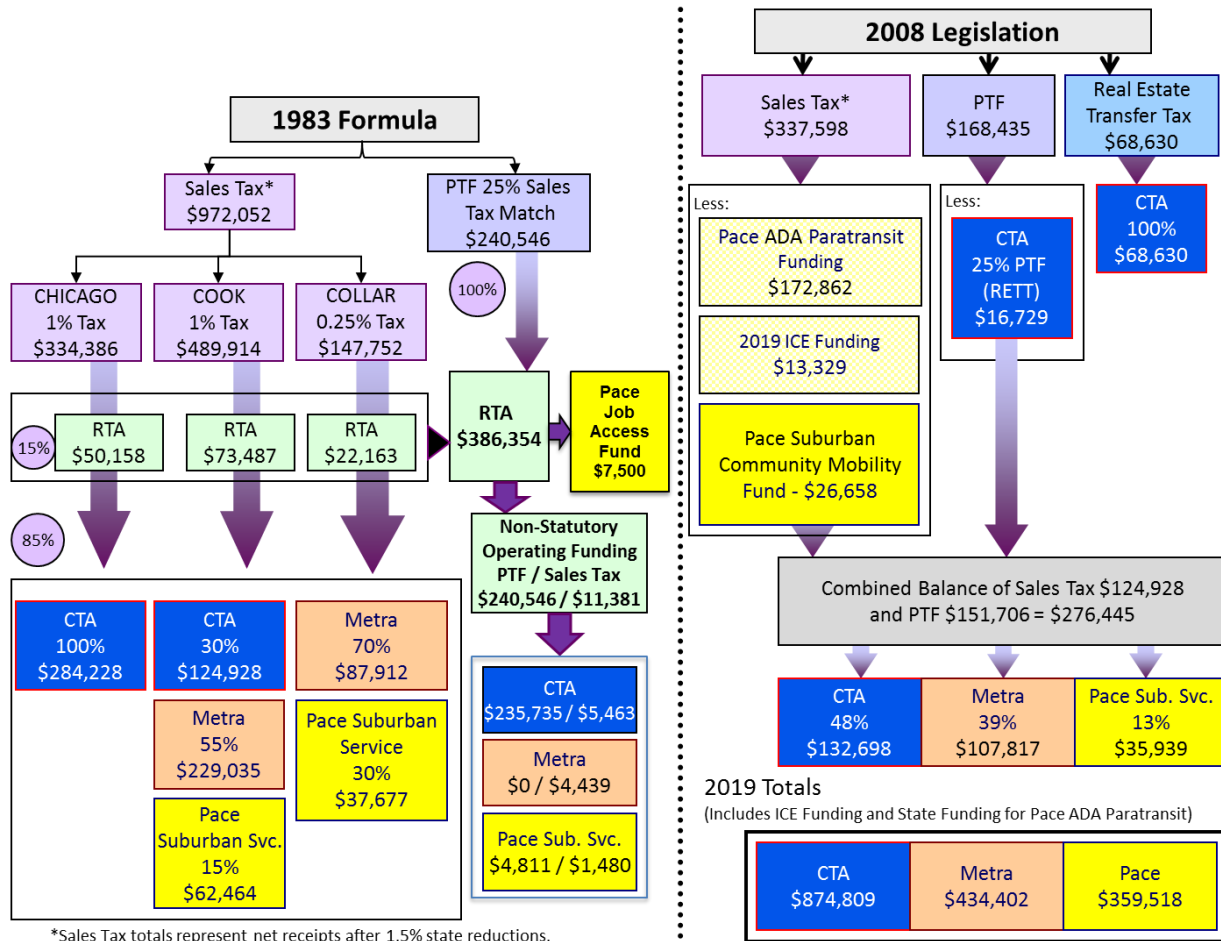 1983 Formula
Sales Tax*
$972,052
PTF 25% Sales
Tax Match
$240,546
100%
CHICAGO
1% Tax
$334,386
COOK
1% Tax
$489,914
COLLAR
0.25% Tax
$147,752
15%
RTA
$50,158
RTA
$73,487
RTA
$22,163
RTA
$386,354
Pace
Job
Access
Fund
$7,500
85%
Non-Statutory
Operating Funding
PTF / Sales Tax
$240,546 / $11,381
CTA
100%
$284,228
CTA
30%
$124,928
Metra
55%
$229,035
Pace
Suburban Svc.
15%
$62,464
Metra
70%
$87,912
Pace Suburban
Service
30%
$37,677
CTA
$235,735 / $5,463
Metra
$0 / $4,439
Pace Sub. Svc.
$4,811 / $1,480
*Sales Tax totals represent net receipts after 1.5% state reductions.
2008 Legislation
Sales Tax*
$337,598
PTF
$168,435
Real Estate
Transfer Tax
$68,630
Less:
Pace ADA Paratransit
Funding
$172,862
2019 ICE Funding
$13,329
Pace Suburban
Community Mobility
Fund - $26,658
Less:
CTA
25% PTF
(RETT)
$16,729
CTA
100%
$68,630
Combined Balance of Sales Tax $124,928
and PTF $151,706 = $276,445
CTA
48%
$132,698
Metra
39%
$107,817
Pace Sub. Svc.
13%
$35,939
2019 Totals
(Includes ICE Funding and State Funding for Pace ADA Paratransit)
CTA
$874,809
Metra
$434,402
Pace
$359,518